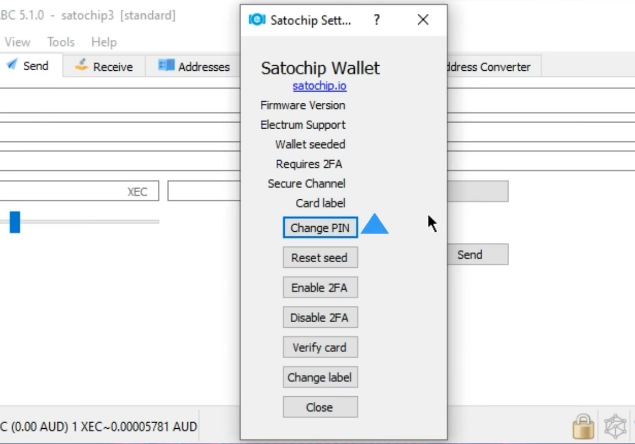 BC 5.1.0 - satochip3 [standard]
Satochip Sett... ?
View Tools Help
Send Receive Addresses ddress Converter
Satochip Wallet
satochip.io
Firmware Version
Electrum Support
Wallet seeded
Requires 2FA
XEC
Secure Channel
Card label
Change PIN
Reset seed
Send
Enable 2FA
Disable 2FA
Verify card
Change label
Close
C (0.00 AUD) 1 XEC~0.00005781 AUD